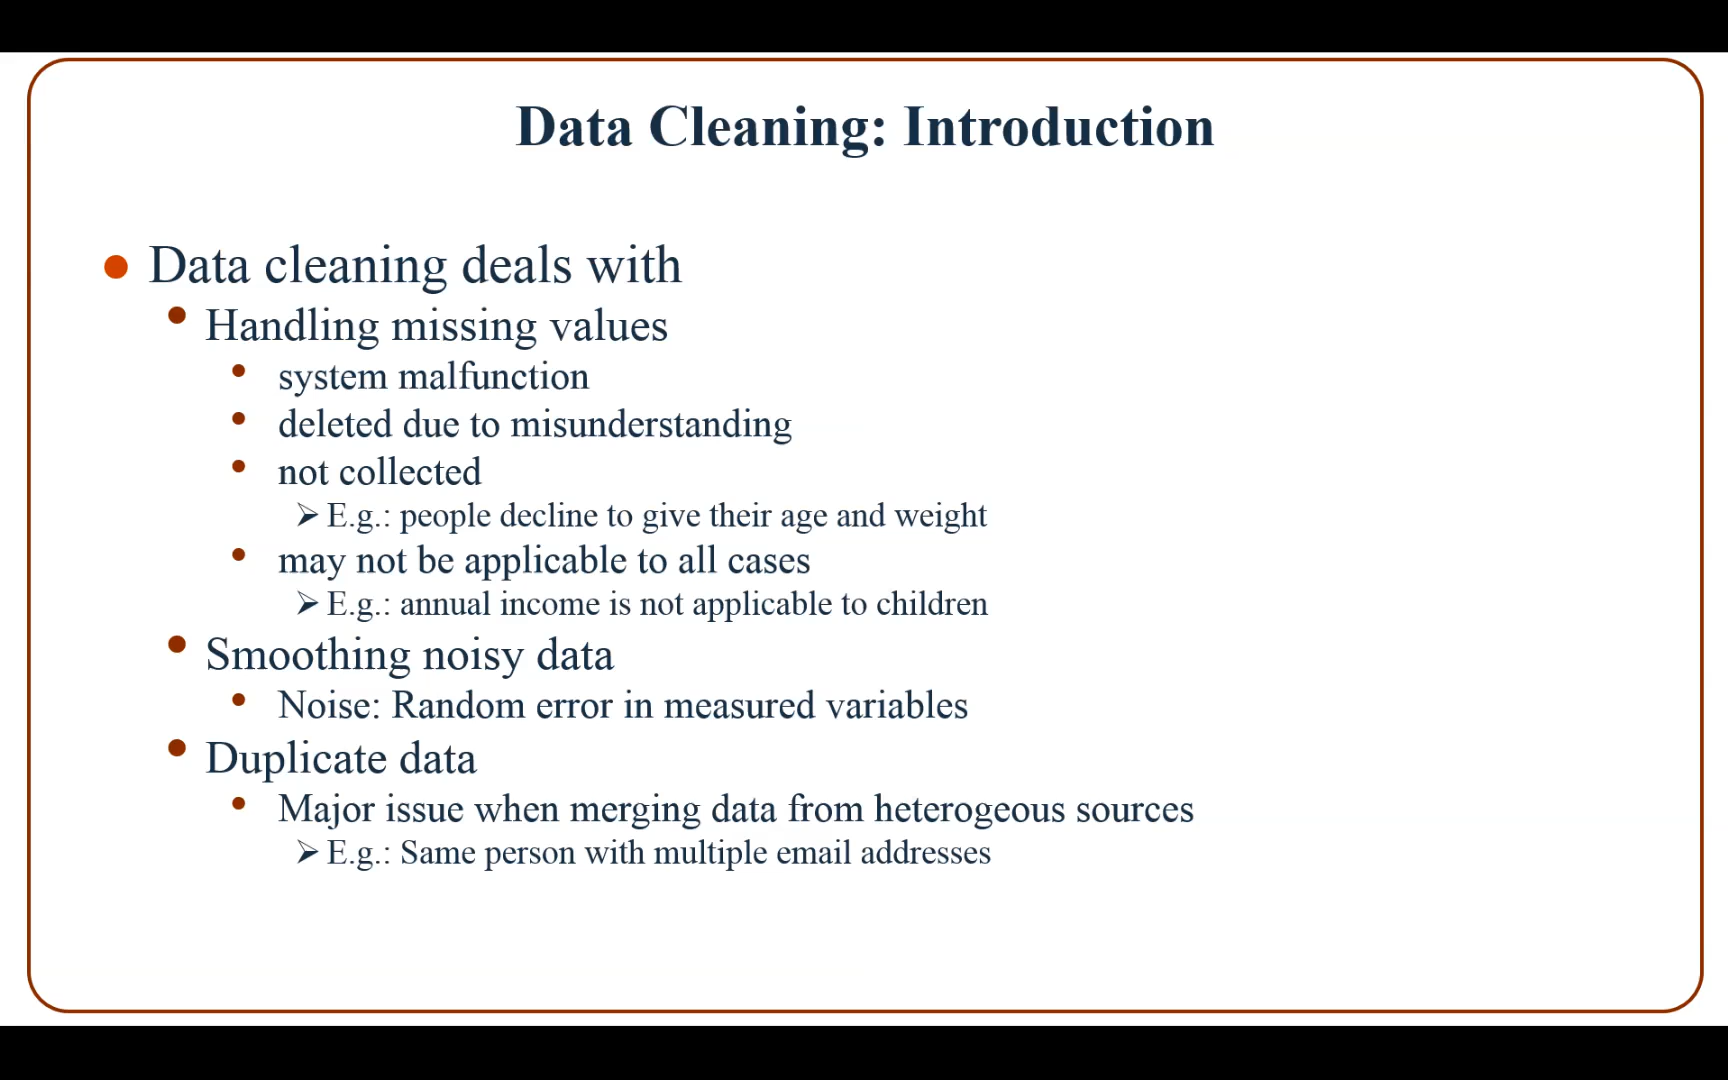 Data Cleaning: Introduction
Data cleaning deals with
Handling missing values
system malfunction
deleted due to misunderstanding
not collected
E.g.: people decline to give their age and weight
may not be applicable to all cases
E.g.: annual income is not applicable to children
Smoothing noisy data
Noise: Random error in measured variables
Duplicate data
Major issue when merging data from heterogeous sources
E.g.: Same person with multiple email addresses